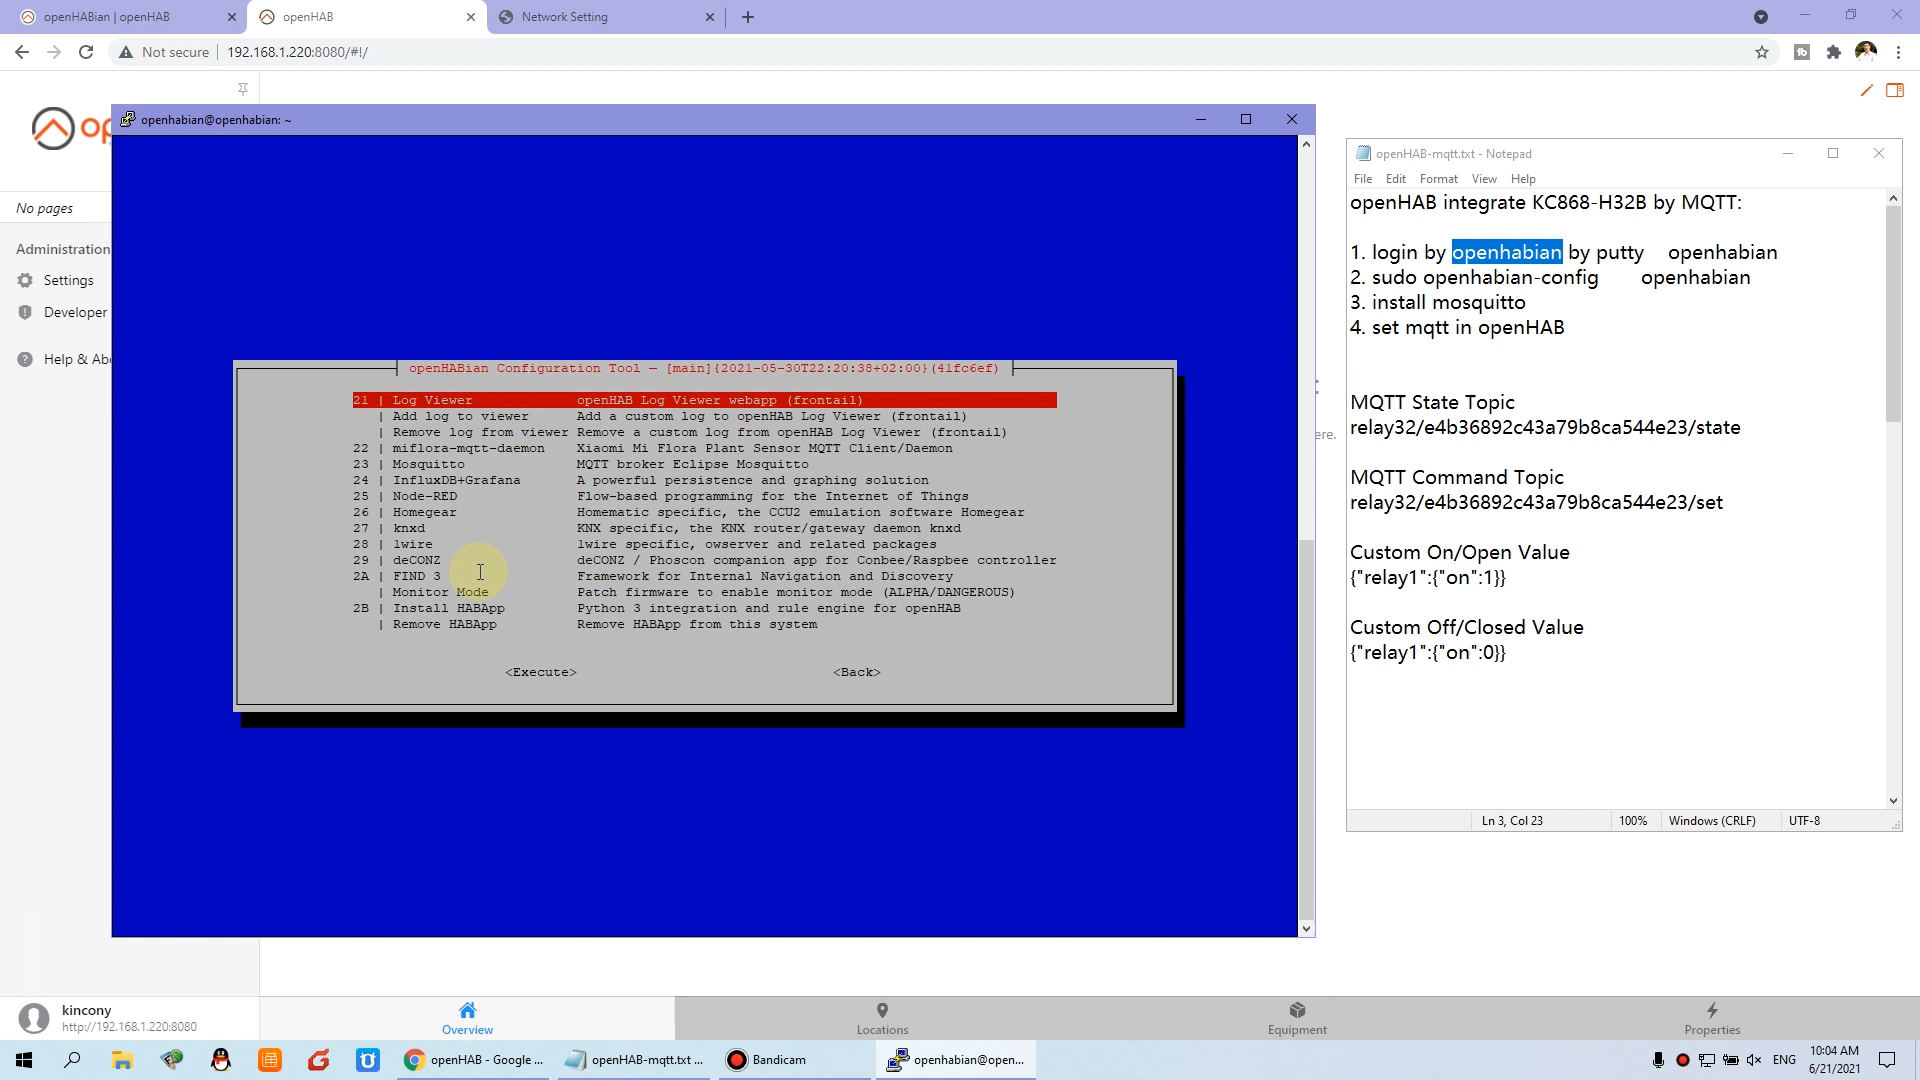 openHABian | openHAB
openHAB
Network Setting
Not secure
192.168.1.220:8080/#!/
openhabian@openhabian: ~
No pages
Administration
Settings
Developer
Help & Abo
openHABian Configuration Tool — [main]{2021-05-30T22:20:38+02:00}(41fc6ef)
21 | Log Viewer openHAB Log Viewer webapp (frontail)
| Add log to viewer Add a custom log to openHAB Log Viewer (frontail)
| Remove log from viewer Remove a custom log from openHAB Log Viewer (frontail)
22 | miflora-mqtt-daemon Xiaomi Mi Flora Plant Sensor MQTT Client/Daemon
23 | Mosquitto MQTT broker Eclipse Mosquitto
24 | InfluxDB+Grafana A powerful persistence and graphing solution
25 | Node-RED Flow-based programming for the Internet of Things
26 | Homegear Homematic specific, the CCU2 emulation software Homegear
27 | knxd KNX specific, the KNX router/gateway daemon knxd
28 | 1wire 1wire specific, owserver and related packages
29 | deCONZ deCONZ / Phoscon companion app for Conbee/Raspbee controller
2A | FIND 3 Framework for Internal Navigation and Discovery
| Monitor Mode Patch firmware to enable monitor mode (ALPHA/DANGEROUS)
2B | Install HABApp Python 3 integration and rule engine for openHAB
| Remove HABApp Remove HABApp from this system
<Execute> <Back>
ere.
openHAB-mqtt.txt - Notepad
File Edit Format View Help
openHAB integrate KC868-H32B by MQTT:
1. login by openhabian by putty openhabian
2. sudo openhabian-config openhabian
3. install mosquitto
4. set mqtt in openHAB
MQTT State Topic
relay32/e4b36892c43a79b8ca544e23/state
MQTT Command Topic
relay32/e4b36892c43a79b8ca544e23/set
Custom On/Open Value
{"relay1":{"on":1}}
Custom Off/Closed Value
{"relay1":{"on":0}}
Ln 3, Col 23 100% Windows (CRLF) UTF-8
kincony
http://192.168.1.220:8080
Overview
Locations
Equipment
Properties
openHAB - Google ...
openHAB-mqtt.txt ...
Bandicam
openhabian@open...
ENG
10:04 AM
6/21/2021